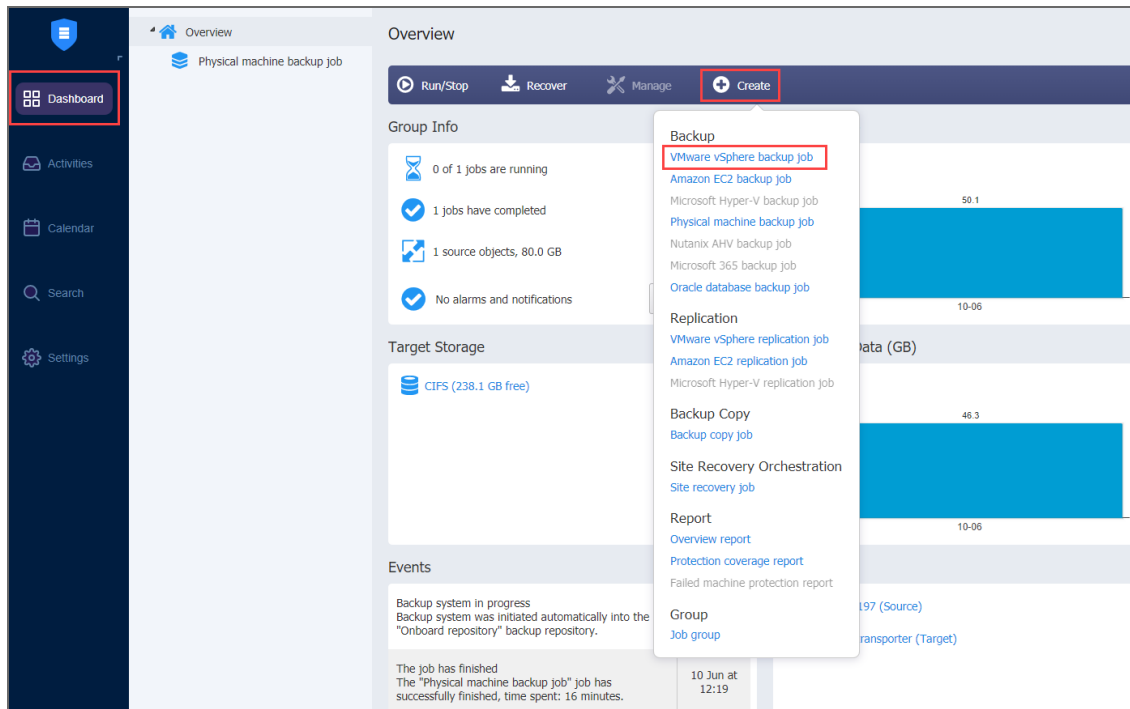 Dashboard
Activities
Calendar
Search
Settings
Overview
Physical machine backup job
Overview
Run/Stop
Recover
Manage
Create
Group Info
0 of 1 jobs are running
1 jobs have completed
1 source objects, 80.0 GB
No alarms and notifications
Target Storage
CIFS (238.1 GB free)
Events
Backup system in progress
Backup system was initiated automatically into the
"Onboard repository" backup repository.
The job has finished
The "Physical machine backup job" job has
successfully finished, time spent: 16 minutes.
10 Jun at
12:19
Backup
VMware vSphere backup job
Amazon EC2 backup job
Microsoft Hyper-V backup job
Physical machine backup job
Nutanix AHV backup job
Microsoft 365 backup job
Oracle database backup job
Replication
VMware vSphere replication job
Amazon EC2 replication job
Microsoft Hyper-V replication job
Backup Copy
Backup copy job
Site Recovery Orchestration
Site recovery job
Report
Overview report
Protection coverage report
Failed machine protection report
Group
Job group
50.1
10-06
(GB)
46.3
10-06
197 (Source)
(Target)